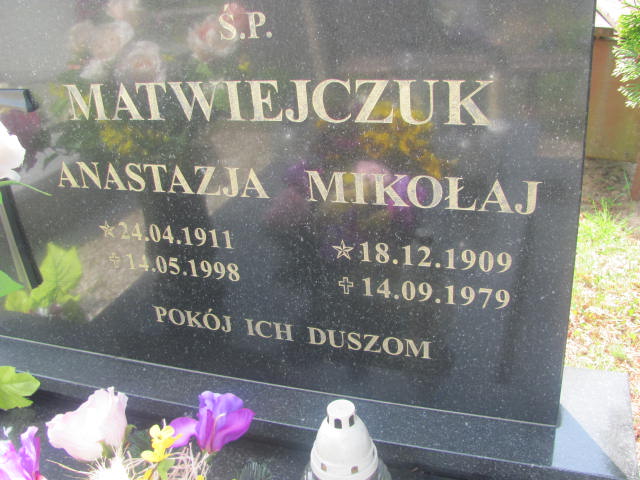 Ś.P.
MATWIEJCZUK
ANASTAZJA
☆24.04.1911
✝14.05.1998
MIKOŁAJ
☆18.12.1909
✝14.09.1979
POKÓJ ICH DUSZOM